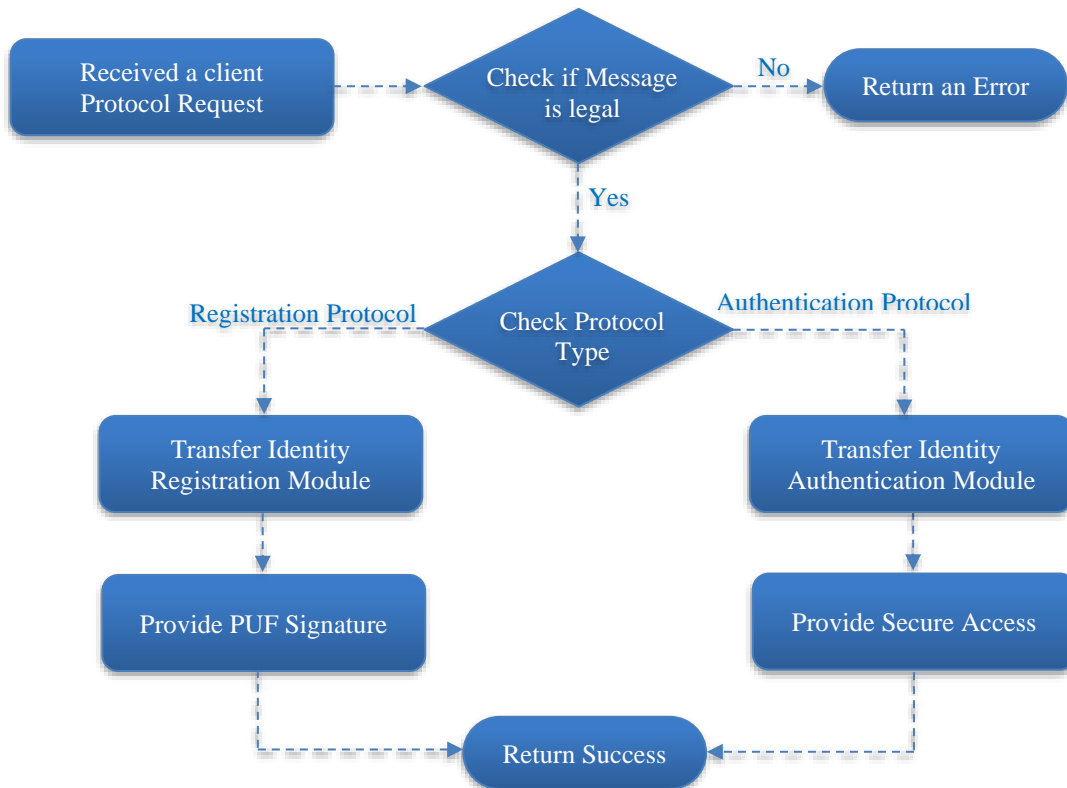 Received a client
Protocol Request
Check if Message
is legal
No
Return an Error
Yes
Registration Protocol
Authentication Protocol
Check Protocol
Type
Transfer Identity
Registration Module
Transfer Identity
Authentication Module
Provide PUF Signature
Provide Secure Access
Return Success